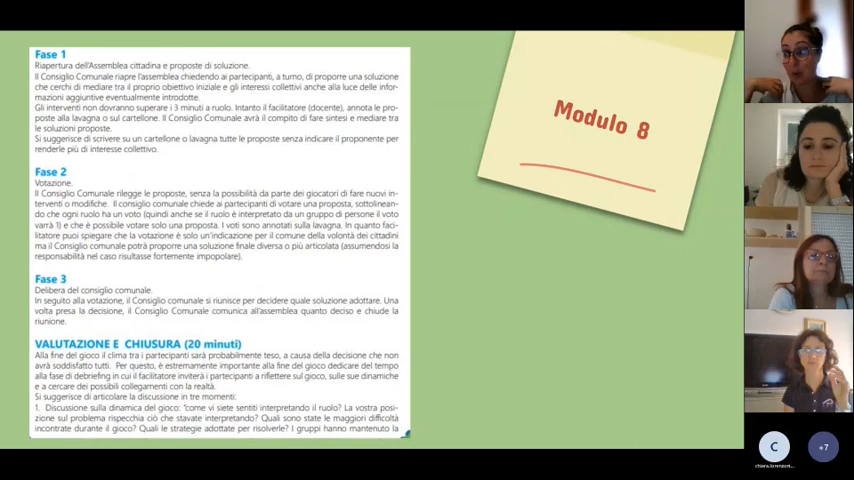 Fase 1
Riapertura dell'Assemblea cittadina e proposte di soluzione.
Il Consiglio Comunale riapre l'assemblea chiedendo ai partecipanti, a turno, di proporre una soluzione
che cerchi di mediare tra il proprio obiettivo iniziale e gli interessi collettivi anche alla luce delle infor-
mazioni aggiuntive eventualmente introdotte.
Gli interventi non dovranno superare i 3 minuti a ruolo. Intanto il facilitatore (docente), annota le pro-
poste alla lavagna o sul cartellone. Il Consiglio Comunale avrà il compito di fare sintesi e mediare tra
le soluzioni proposte.
Si suggerisce di scrivere su un cartellone o lavagna tutte le proposte senza indicare il proponente per
renderle più di interesse collettivo.
Fase 2
Votazione.
Il Consiglio Comunale rilegge le proposte, senza la possibilità da parte dei giocatori di fare nuovi in-
terventi o modifiche. Il consiglio comunale chiede ai partecipanti di votare una proposta, sottolinean-
do che ogni ruolo ha un voto (quindi anche se il ruolo è interpretato da un gruppo di persone il voto
varrà 1) e che è possibile votare solo una proposta. I voti sono annotati sulla lavagna. In quanto faci-
litatore puoi spiegare che la votazione è solo un'indicazione per il comune della volontà dei cittadini
ma il Consiglio Comunale potrà proporre una soluzione finale diversa o più articolata (assumendosi la
responsabilità nel caso risultasse fortemente impopolare).
Fase 3
Delibera del consiglio comunale.
In seguito alla votazione, il Consiglio comunale si riunisce per decidere quale soluzione adottare. Una
volta presa la decisione, il Consiglio Comunale comunica all'assemblea quanto deciso e chiude la
riunione.
VALUTAZIONE E CHIUSURA (20 minuti)
Alla fine del gioco il clima tra i partecipanti sarà probabilmente teso, a causa della decisione che non
avrà soddisfatto tutti. Per questo, è estremamente importante alla fine del gioco dedicare del tempo
alla fase di debriefing in cui il facilitatore inviterà i partecipanti a riflettere sul gioco, sulle sue dinamiche
e a cercare dei possibili collegamenti con la realtà.
Si suggerisce di articolare la discussione in tre momenti:
1. Discussione sulla dinamica del gioco: "come vi siete sentiti interpretando il ruolo? La vostra posi-
zione sul problema rispecchia ciò che stavate interpretando? Quali sono state le maggiori difficoltà
incontrate durante il gioco? Quali le strategie adottate per risolverle? I gruppi hanno mantenuto la
Modulo 8
C
+7